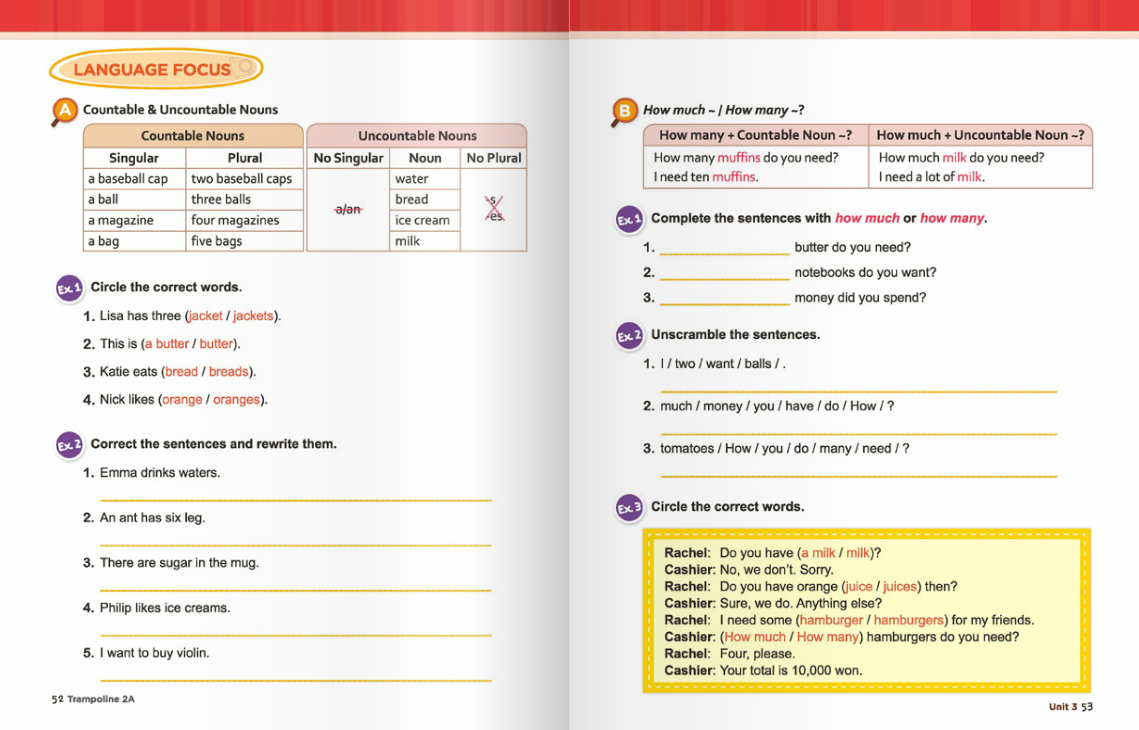 LANGUAGE FOCUS
A Countable & Uncountable Nouns
Countable Nouns Uncountable Nouns
Singular Plural No Singular Noun No Plural
a baseball cap two baseball caps water
a ball three balls bread
a/an -s
-es
a magazine four magazines ice cream
a bag five bags milk
Ex.1 Circle the correct words.
1. Lisa has three (jacket / jackets).
2. This is (a butter / butter).
3. Katie eats (bread / breads).
4. Nick likes (orange / oranges).
Ex.2 Correct the sentences and rewrite them.
1. Emma drinks waters.
2. An ant has six leg.
3. There are sugar in the mug.
4. Philip likes ice creams.
5. I want to buy violin.
52 Trampoline 2A
B How much ~ / How many ~?
How many + Countable Noun ~? How much + Uncountable Noun ~?
How many muffins do you need? How much milk do you need?
I need ten muffins. I need a lot of milk.
Ex.1 Complete the sentences with how much or how many.
1. butter do you need?
2. notebooks do you want?
3. money did you spend?
Ex.2 Unscramble the sentences.
1. I / two / want / balls / .
2. much / money / you / have / do / How / ?
3. tomatoes / How / you / do / many / need / ?
Ex.3 Circle the correct words.
Rachel: Do you have (a milk / milk)?
Cashier: No, we don't. Sorry.
Rachel: Do you have orange (juice / juices) then?
Cashier: Sure, we do. Anything else?
Rachel: I need some (hamburger / hamburgers) for my friends.
Cashier: (How much / How many) hamburgers do you need?
Rachel: Four, please.
Cashier: Your total is 10,000 won.
Unit 3 53